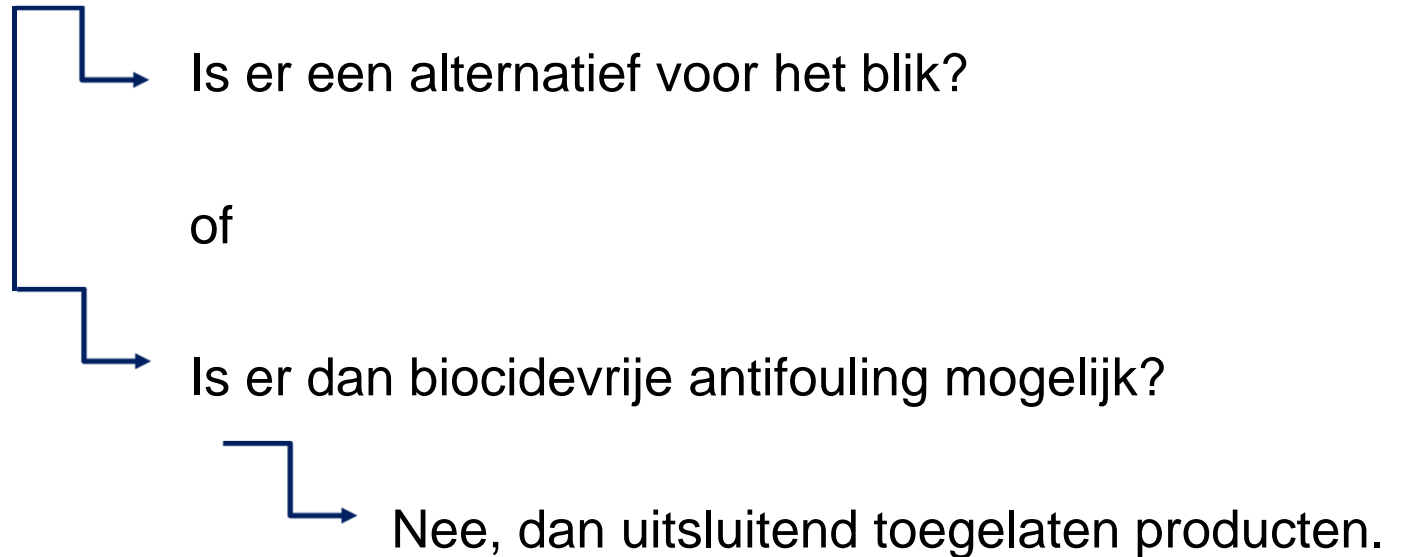 Is er een alternatief voor het blik?
of
Is er dan biocidevrije antifouling mogelijk?
Nee, dan uitsluitend toegelaten producten.